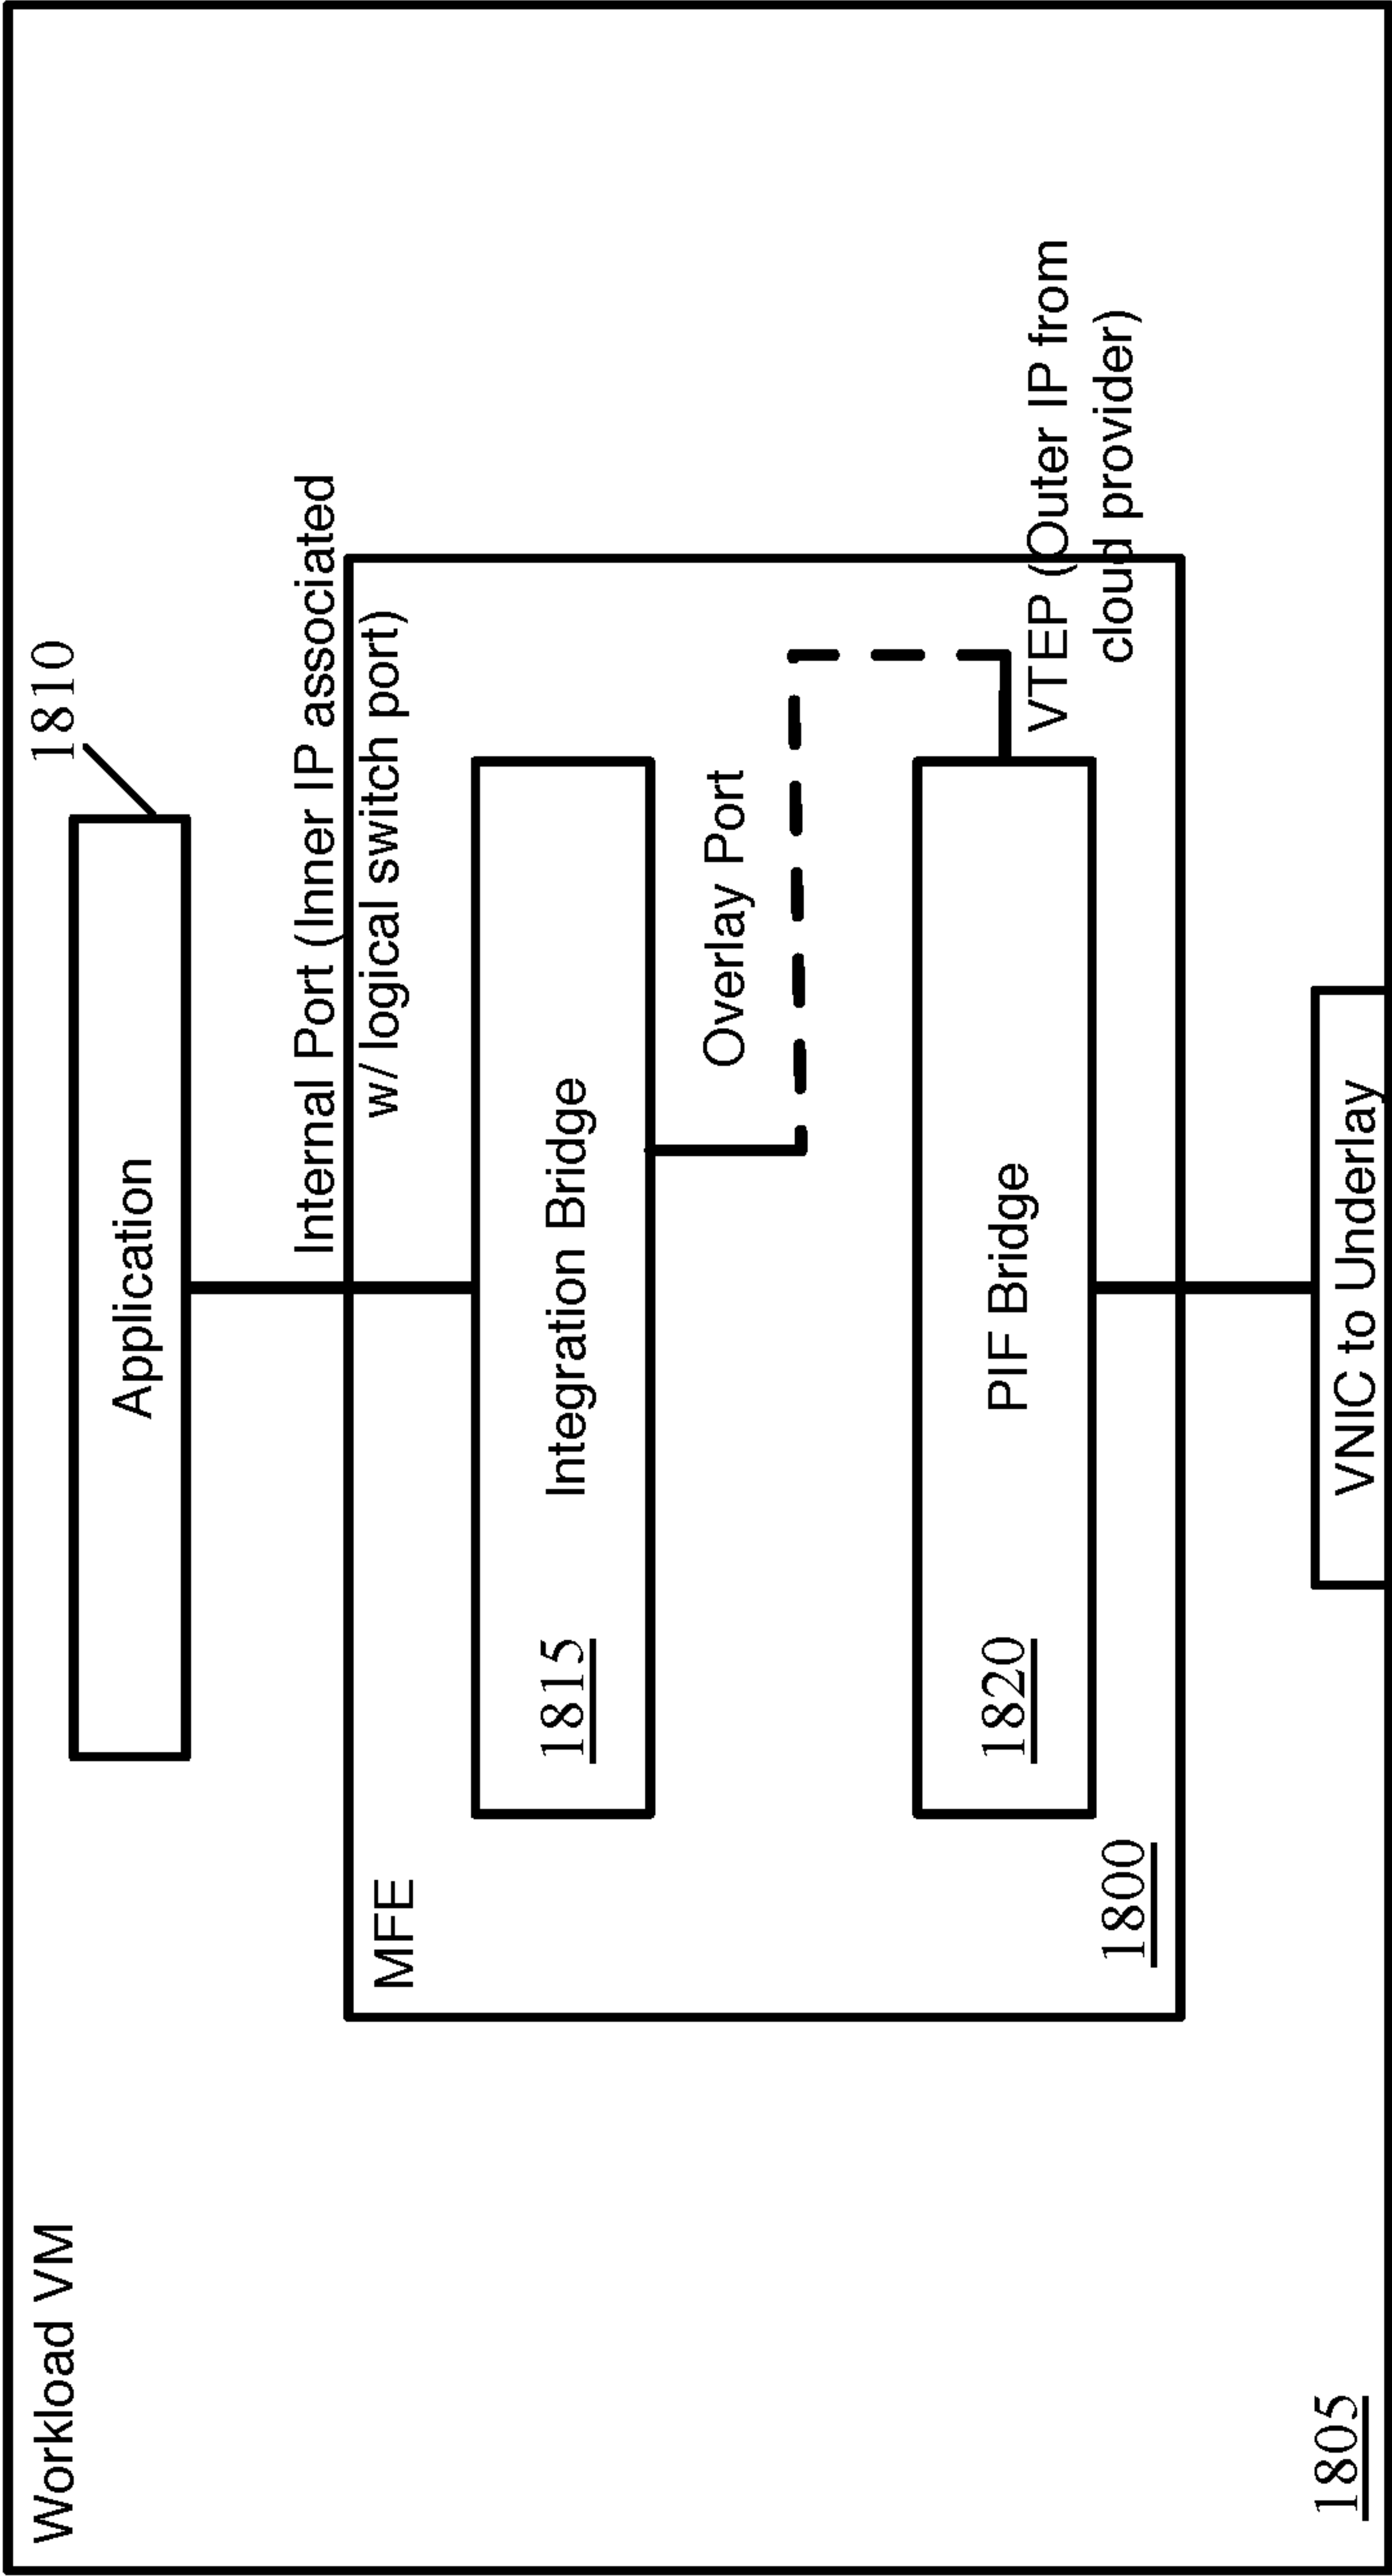 Workload VM
1810
Application
Internal Port (Inner IP associated
w/ logical switch port)
MFE
1815
Integration Bridge
Overlay Port
1820
PIF Bridge
VTEP (Outer IP from
cloud provider)
1800
VNIC to Underlay
1805